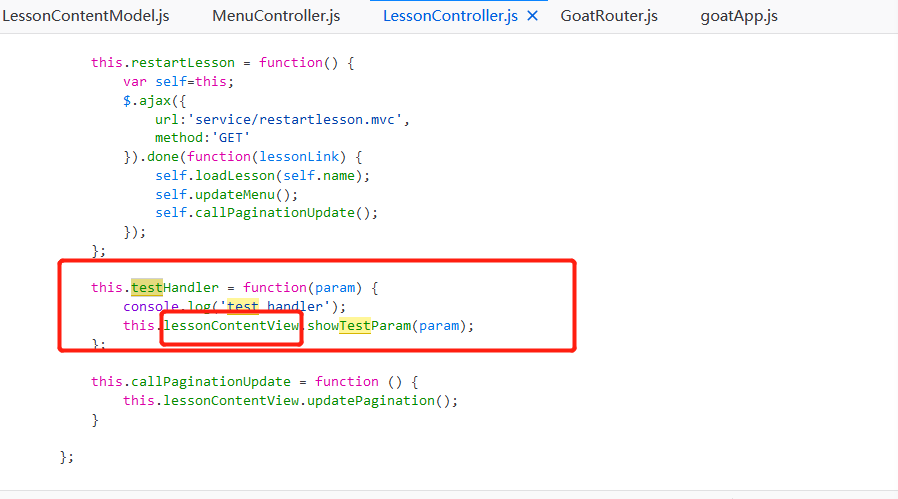 LessonContentModel.js MenuController.js LessonController.js ✕ GoatRouter.js goatApp.js
this.restartLesson = function() {
var self=this;
$.ajax({
url:'service/restartlesson.mvc',
method:'GET'
}).done(function(lessonLink) {
self.loadLesson(self.name);
self.updateMenu();
self.callPaginationUpdate();
});
};
this.testHandler = function(param) {
console.log('test handler');
this.lessonContentView.showTestParam(param);
};
this.callPaginationUpdate = function () {
this.lessonContentView.updatePagination();
}
};